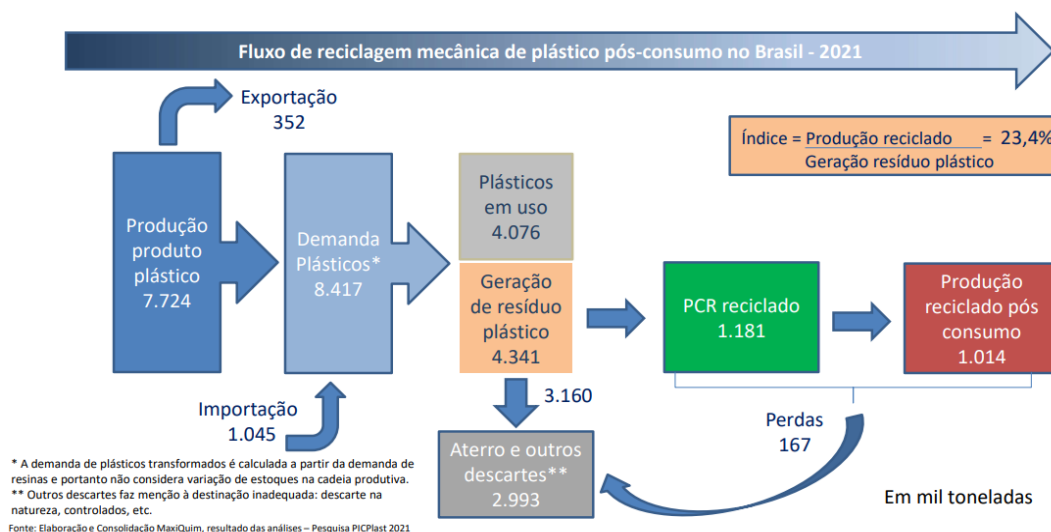 Fluxo de reciclagem mecânica de plástico pós-consumo no Brasil - 2021
Exportação
352
Índice = Produção reciclado = 23,4%
Geração resíduo plástico
Produção
produto
plástico
7.724
Demanda
Plásticos*
8.417
Plásticos
em uso
4.076
Geração
de resíduo
plástico
4.341
PCR reciclado
1.181
Produção
reciclado pós
consumo
1.014
Importação
1.045
3.160
Perdas
167
Aterro e outros
descartes**
2.993
* A demanda de plásticos transformados é calculada a partir da demanda de
resinas e portanto não considera variação de estoques na cadeia produtiva.
** Outros descartes faz menção à destinação inadequada: descarte na
natureza, controlados, etc.
Em mil toneladas
Fonte: Elaboração e Consolidação MaxiQuim, resultado das análises – Pesquisa PICPlast 2021